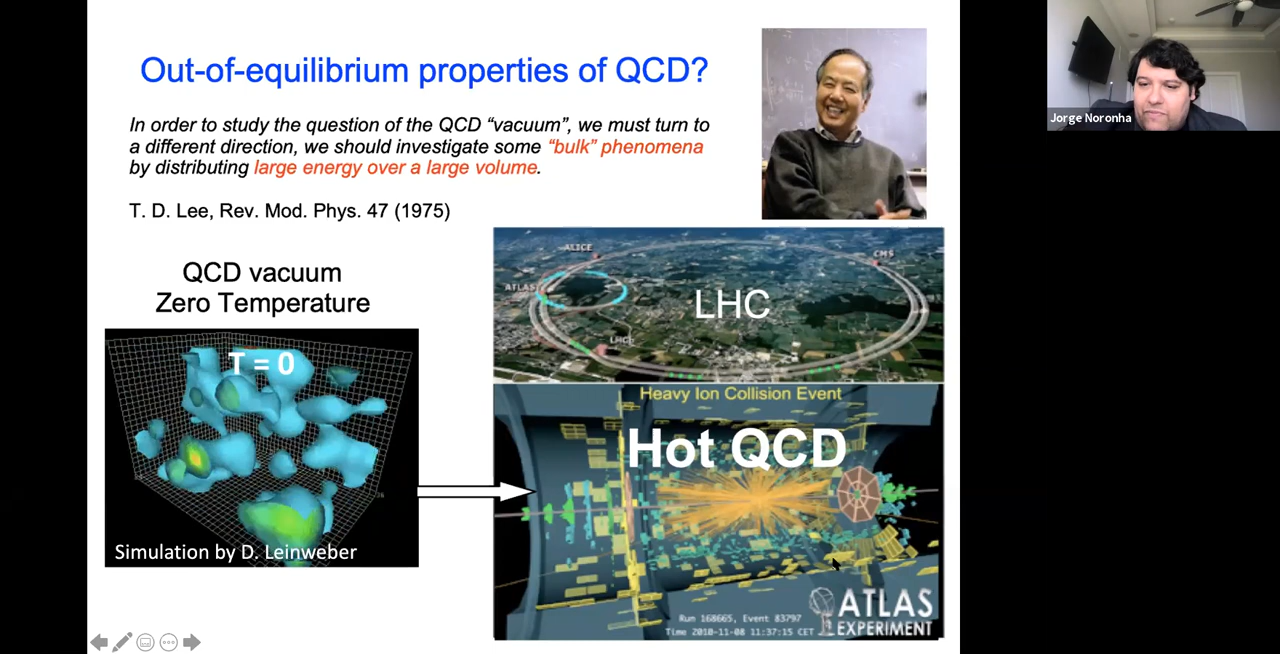 Out-of-equilibrium properties of QCD?
In order to study the question of the QCD “vacuum”, we must turn to
a different direction, we should investigate some “bulk” phenomena
by distributing large energy over a large volume.
T. D. Lee, Rev. Mod. Phys. 47 (1975)
QCD vacuum
Zero Temperature
T = 0
Simulation by D. Leinweber
ALICE
CMS
ATLAS
LHC
Heavy Ion Collision Event
Hot QCD
ATLAS
EXPERIMENT
Run 168665, Event 83797
Time 2010-11-08 11:37:15 CET
Jorge Noronha